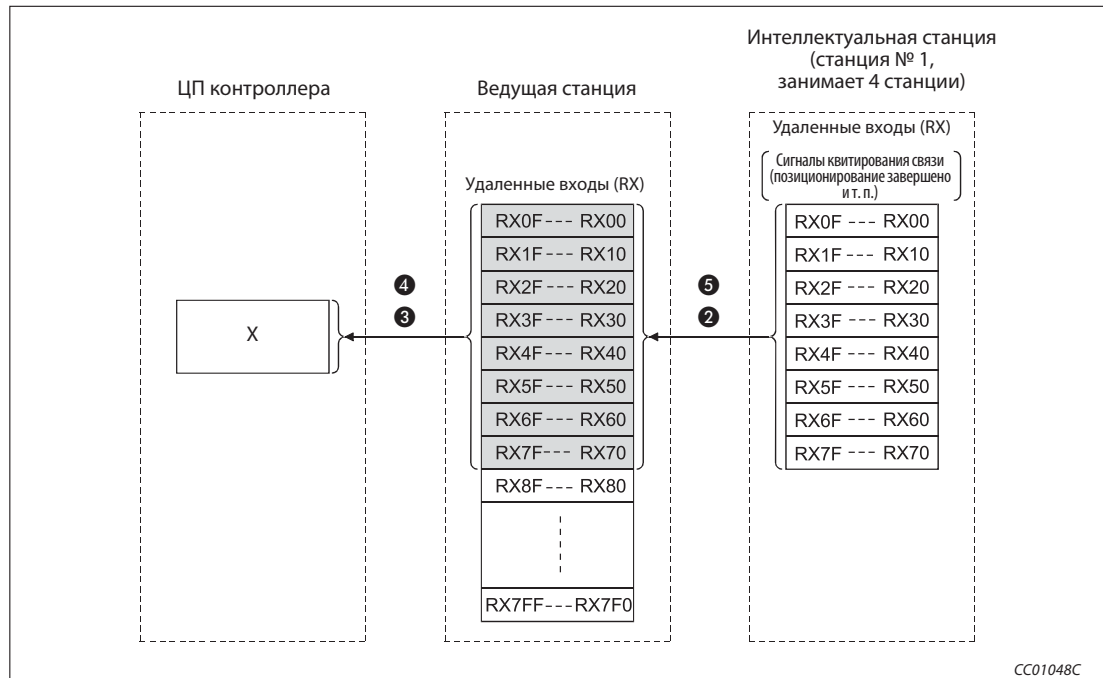 Интеллектуальная станция
(станция № 1,
занимает 4 станции)
ЦП контроллера
Ведущая станция
Удаленные входы (RX)
Сигналы квитирования связи
(позиционирование завершено
и т. п.)
Удаленные входы (RX)
RX0F --- RX00
RX1F --- RX10
RX2F --- RX20
RX3F --- RX30
RX4F --- RX40
RX5F --- RX50
RX6F --- RX60
RX7F --- RX70
RX8F --- RX80
RX7FF---RX7F0
RX0F --- RX00
RX1F --- RX10
RX2F --- RX20
RX3F --- RX30
RX4F --- RX40
RX5F --- RX50
RX6F --- RX60
RX7F --- RX70
❹
❸
❺
❷
X
CC01048C